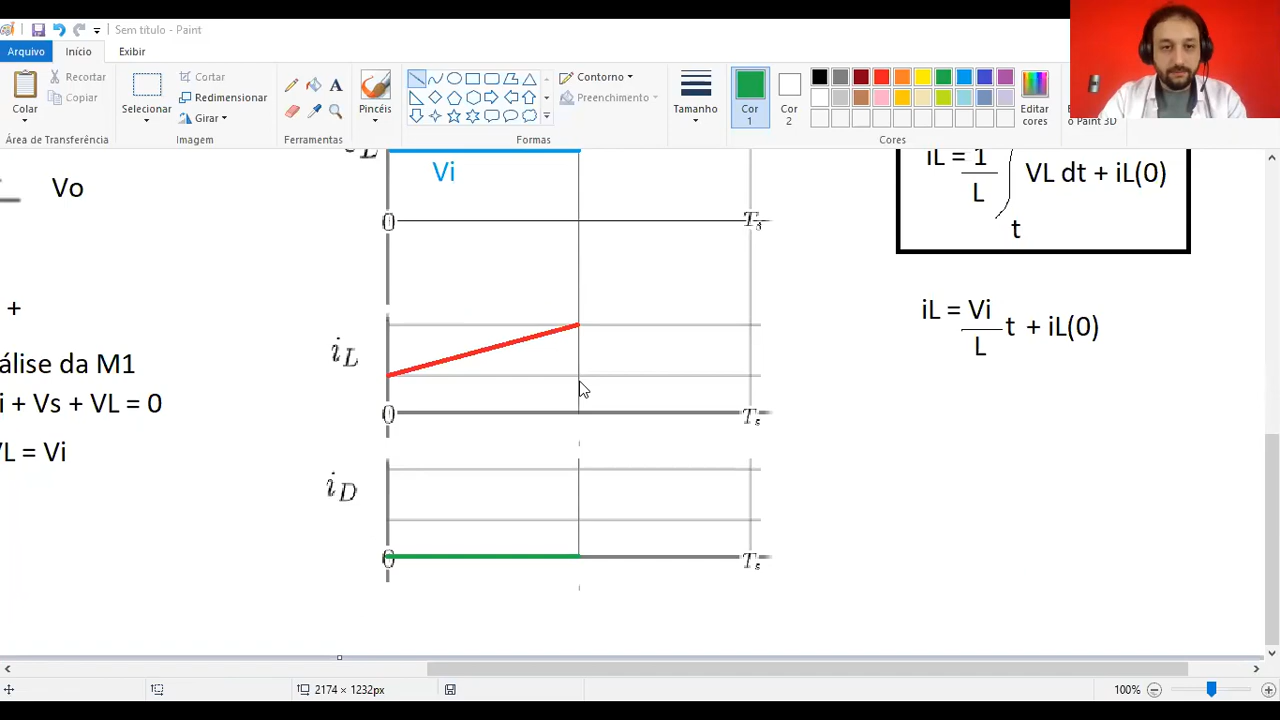 Sem título - Paint
Arquivo
Início
Exibir
Colar
Recortar
Copiar
Área de Transferência
Selecionar
Cortar
Redimensionar
Girar
Imagem
Ferramentas
Pincéis
Contorno
Preenchimento
Formas
Tamanho
Cor
1
Cor
2
Editar
cores
Cores
o Paint 3D
Vi
Vo
0
Ts
iL = 1
L
VL dt + iL(0)
t
+
iL = Vi
L
t + iL(0)
iL
álise da M1
i + Vs + VL = 0
0
Ts
VL = Vi
iD
0
Ts
2174 × 1232px
100%